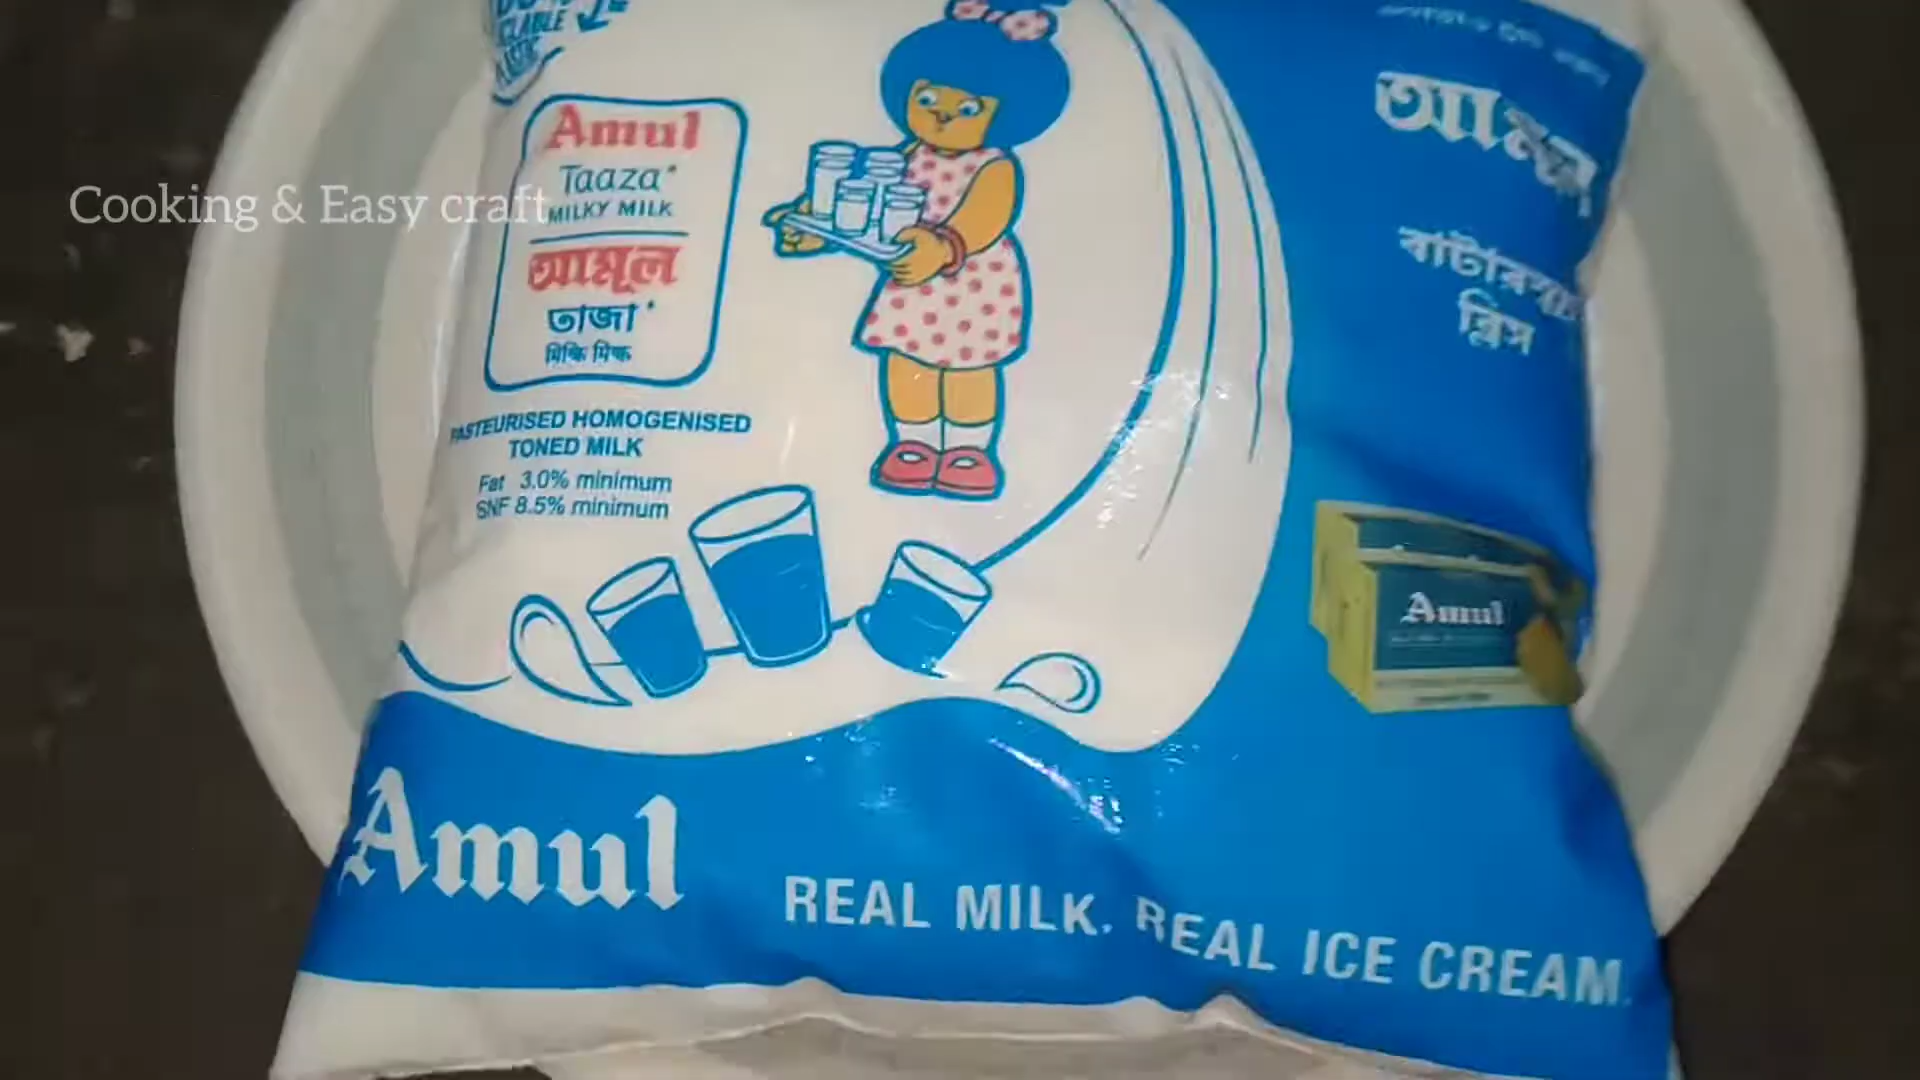 Cooking & Easy craft
Amul
Taaza*
MILKY MILK
আমুল
তাজা*
মিল্কি মিল্ক
PASTEURISED HOMOGENISED
TONED MILK
Fat 3.0% minimum
SNF 8.5% minimum
আমুল
ব্লিস
Amul
Amul
REAL MILK. REAL ICE CREAM.